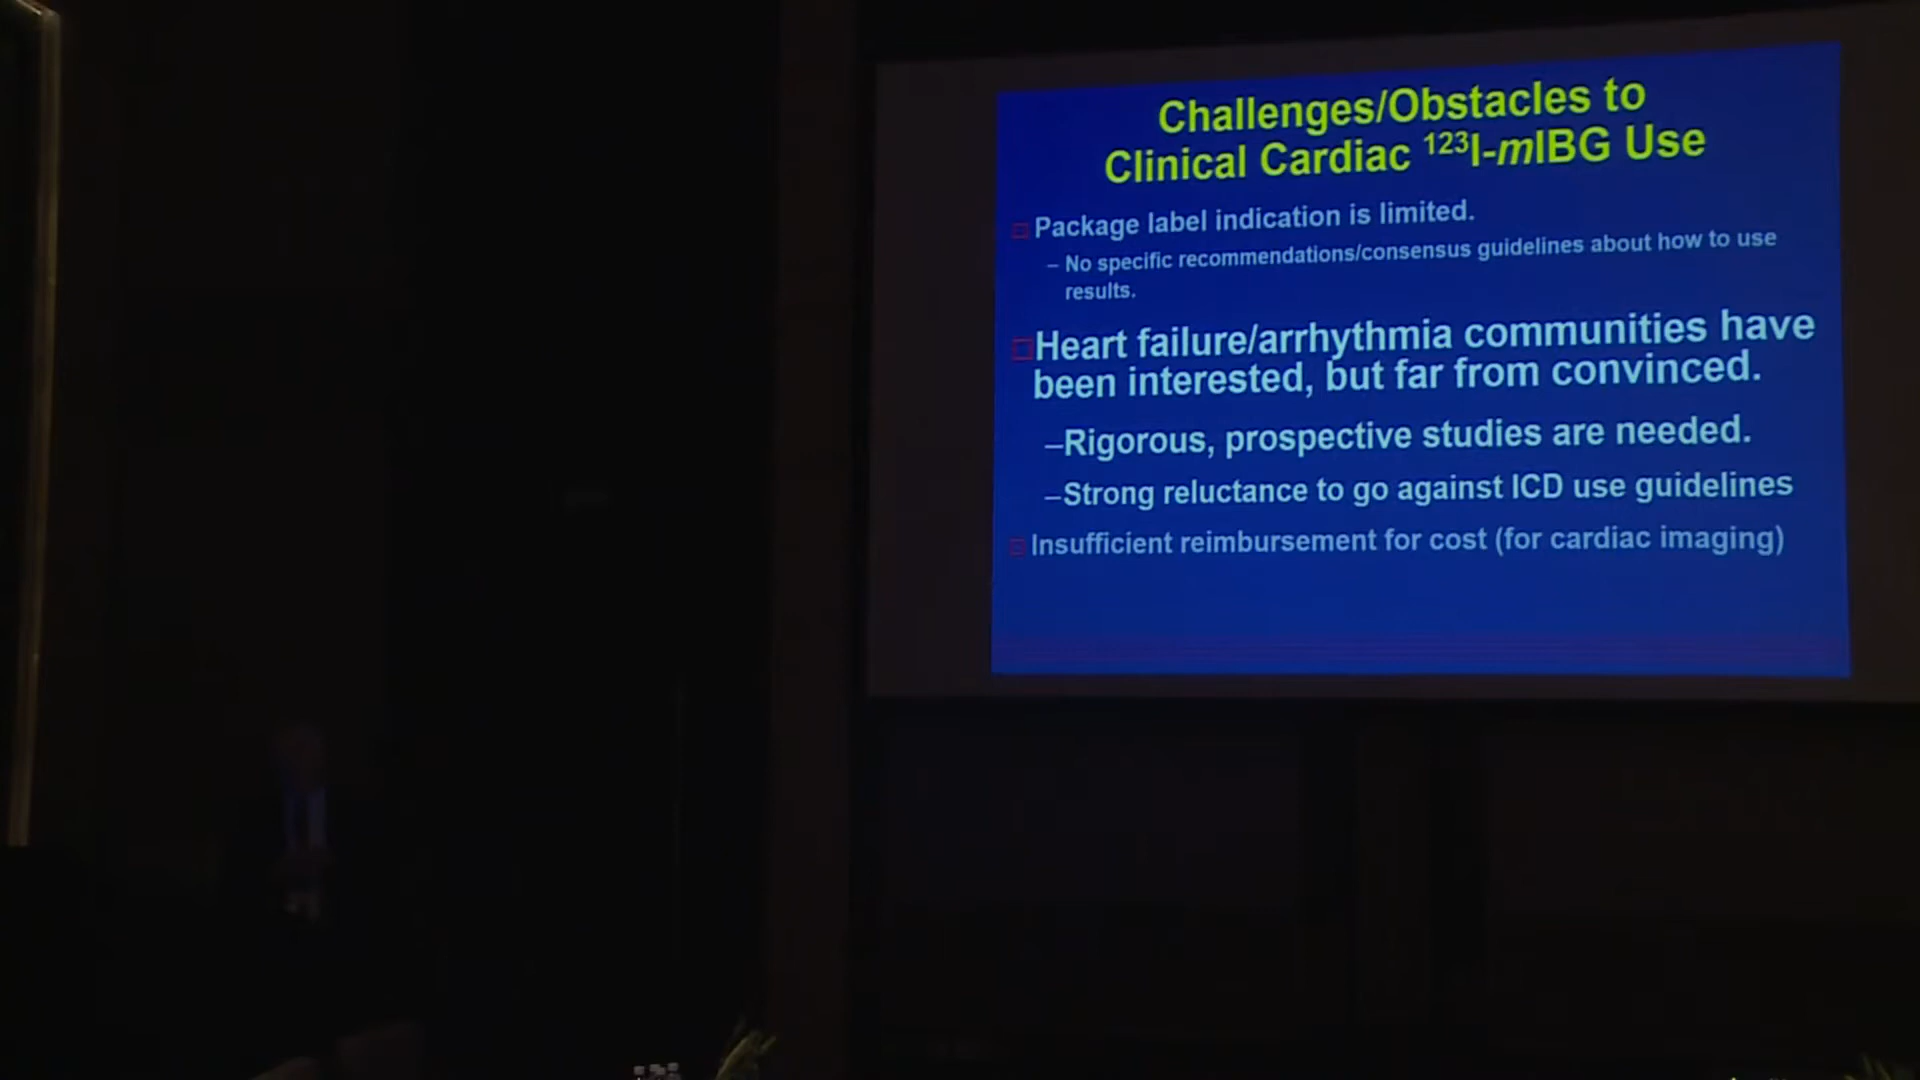 Challenges/Obstacles to
Clinical Cardiac ¹²³I-mIBG Use
Package label indication is limited.
– No specific recommendations/consensus guidelines about how to use
results.
Heart failure/arrhythmia communities have
been interested, but far from convinced.
–Rigorous, prospective studies are needed.
–Strong reluctance to go against ICD use guidelines
Insufficient reimbursement for cost (for cardiac imaging)